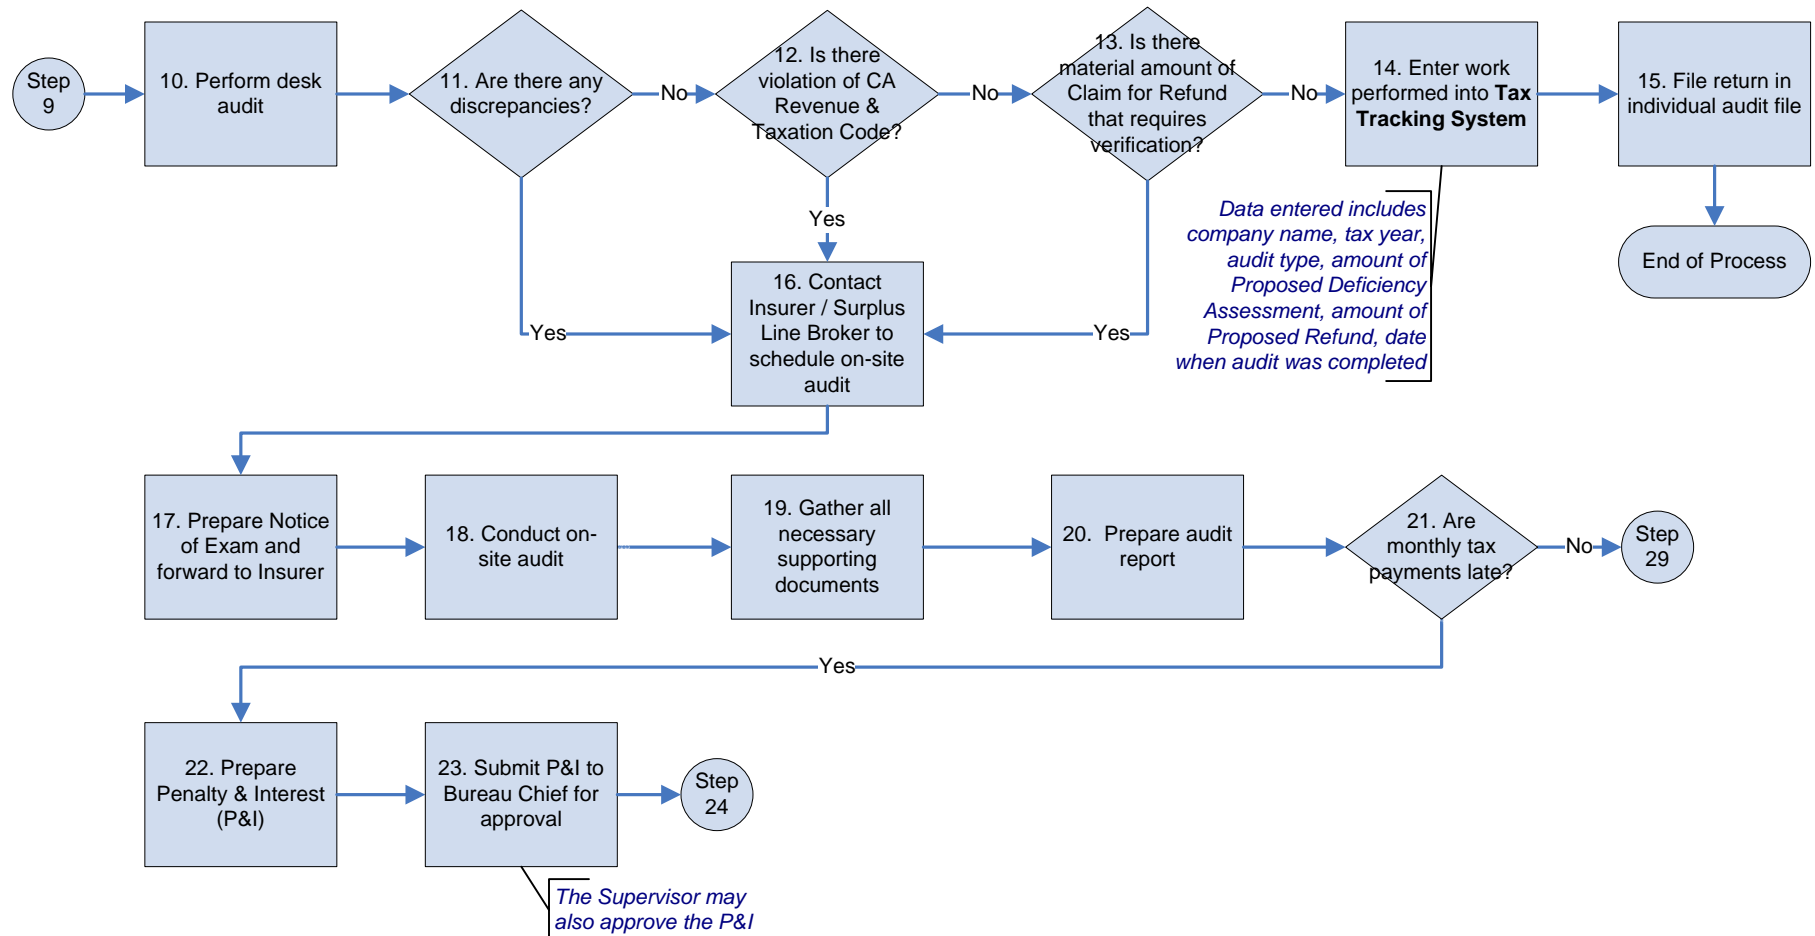 Step
9
10. Perform desk
audit
11. Are there any
discrepancies?
No
12. Is there
violation of CA
Revenue &
Taxation Code?
No
13. Is there
material amount of
Claim for Refund
that requires
verification?
No
14. Enter work
performed into Tax
Tracking System
15. File return in
individual audit file
Yes
Data entered includes
company name, tax year,
audit type, amount of
Proposed Deficiency
Assessment, amount of
Proposed Refund, date
when audit was completed
End of Process
Yes
16. Contact
Insurer / Surplus
Line Broker to
schedule on-site
audit
Yes
17. Prepare Notice
of Exam and
forward to Insurer
18. Conduct on-
site audit
19. Gather all
necessary
supporting
documents
20. Prepare audit
report
21. Are
monthly tax
payments late?
No
Step
29
Yes
22. Prepare
Penalty & Interest
(P&I)
23. Submit P&I to
Bureau Chief for
approval
Step
24
The Supervisor may
also approve the P&I